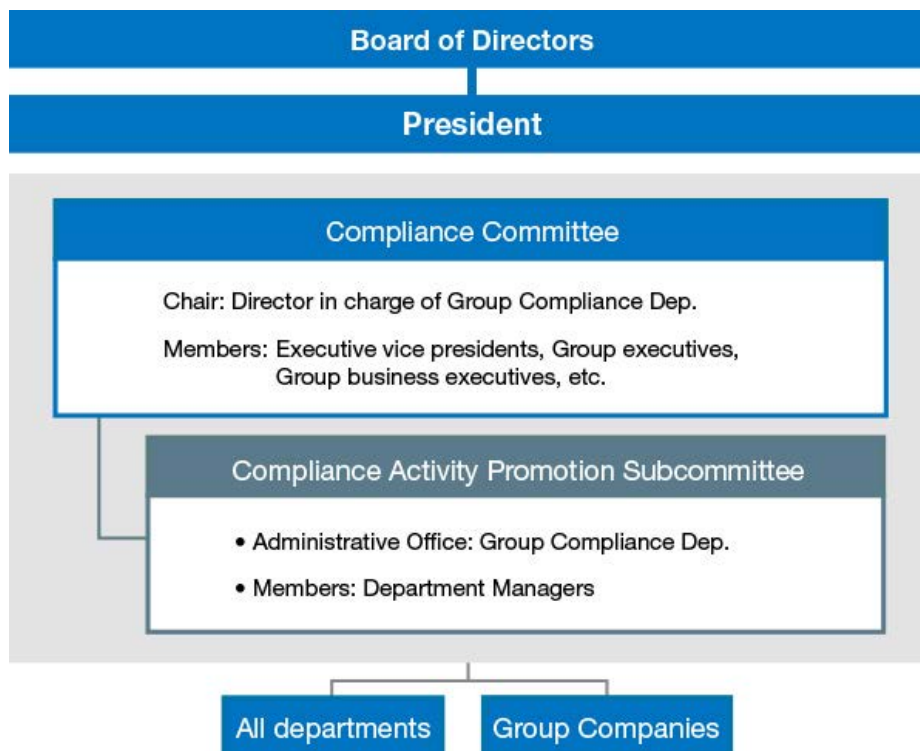 Board of Directors
President
Compliance Committee
Chair: Director in charge of Group Compliance Dep.
Members: Executive vice presidents, Group executives,
Group business executives, etc.
Compliance Activity Promotion Subcommittee
• Administrative Office: Group Compliance Dep.
• Members: Department Managers
All departments
Group Companies